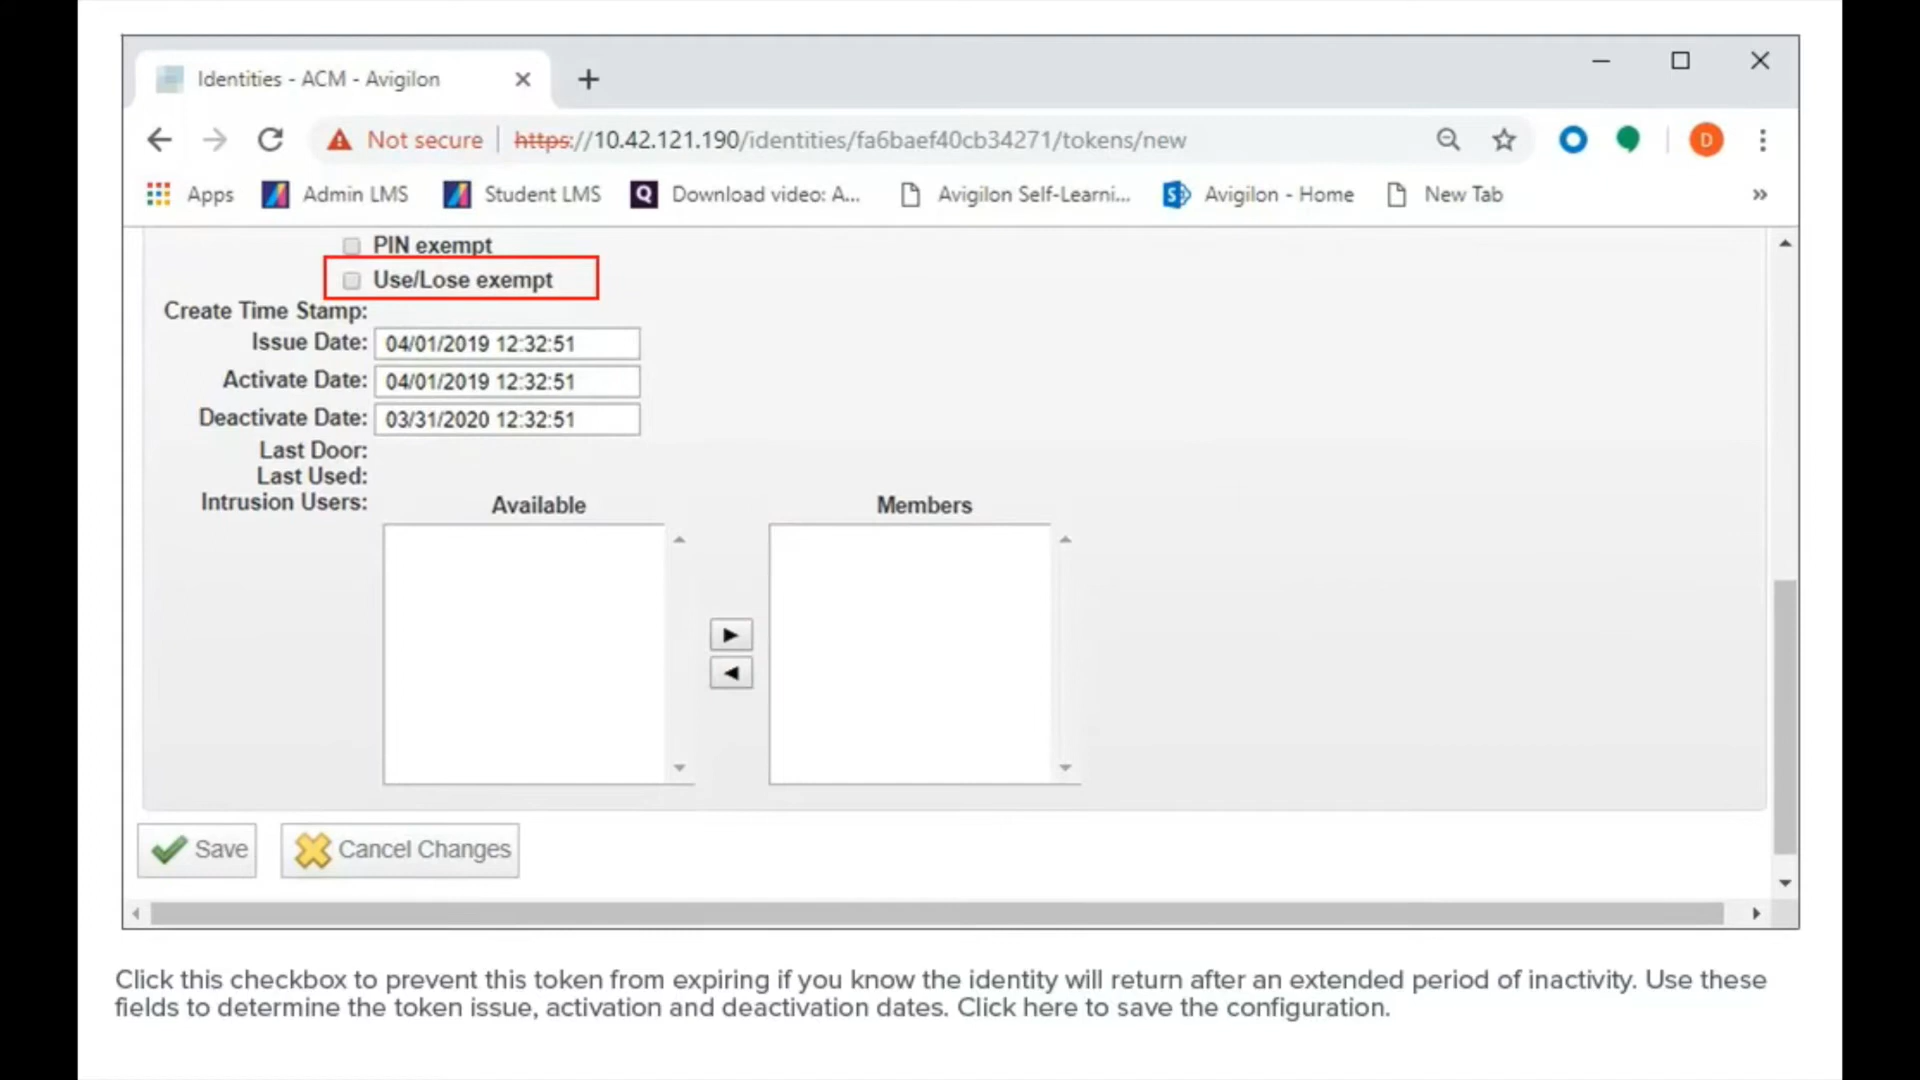 Identities - ACM - Avigilon
Not secure https://10.42.121.190/identities/fa6baef40cb34271/tokens/new D
Apps Admin LMS Student LMS Q Download video: A... Avigilon Self-Learni... S Avigilon - Home New Tab »
PIN exempt
Use/Lose exempt
Create Time Stamp:
Issue Date: 04/01/2019 12:32:51
Activate Date: 04/01/2019 12:32:51
Deactivate Date: 03/31/2020 12:32:51
Last Door:
Last Used:
Intrusion Users: Available Members
Save Cancel Changes
Click this checkbox to prevent this token from expiring if you know the identity will return after an extended period of inactivity. Use these
fields to determine the token issue, activation and deactivation dates. Click here to save the configuration.